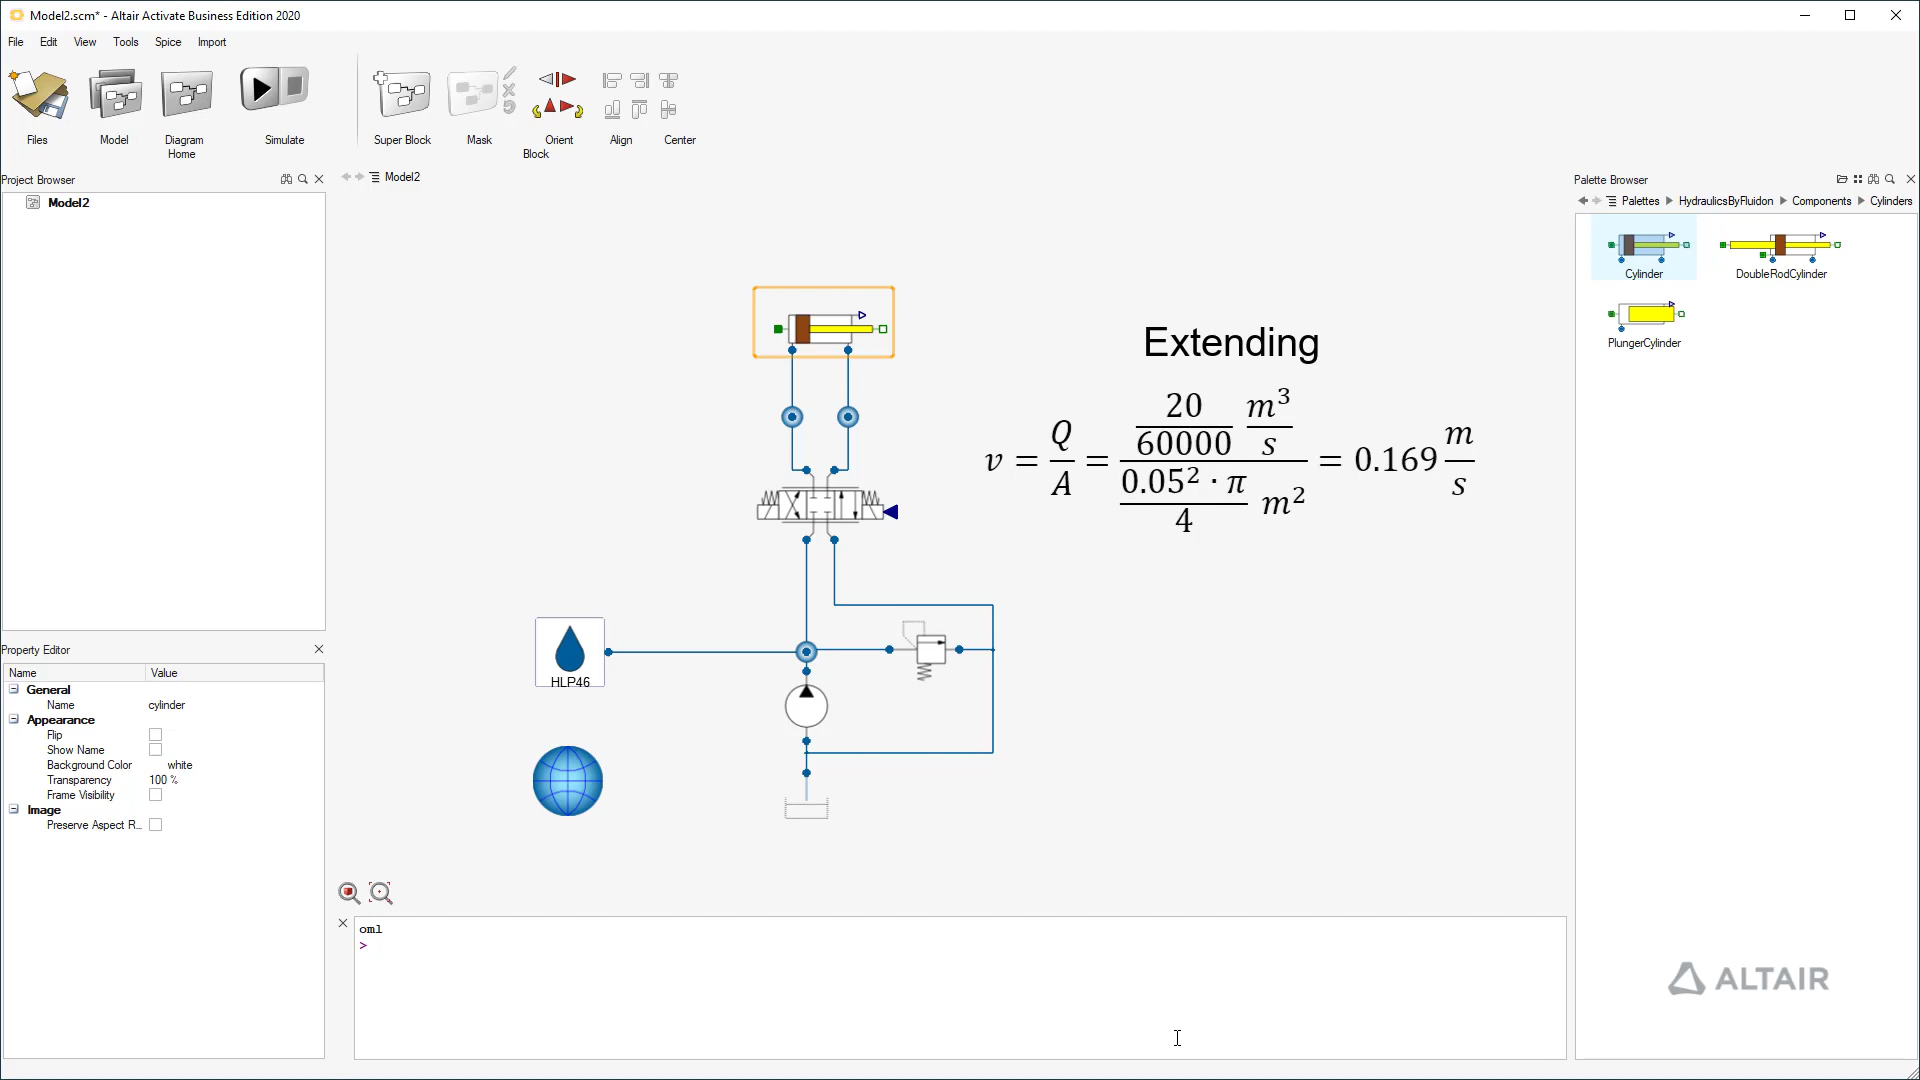 Model2.scm* - Altair Activate Business Edition 2020
File Edit View Tools Spice Import
Files Model Diagram Simulate Super Block Mask Orient Align Center
Home Block
Project Browser
Model2
Model2
Palette Browser
Palettes HydraulicsByFluidon Components Cylinders
Cylinder DoubleRodCylinder
PlungerCylinder
Extending
v = Q/A = (20/60000 m³/s)/(0.05² · π/4 m²) = 0.169 m/s
HLP46
Property Editor
Name Value
General
Name cylinder
Appearance
Flip
Show Name
Background Color white
Transparency 100 %
Frame Visibility
Image
Preserve Aspect R...
oml
>
ALTAIR